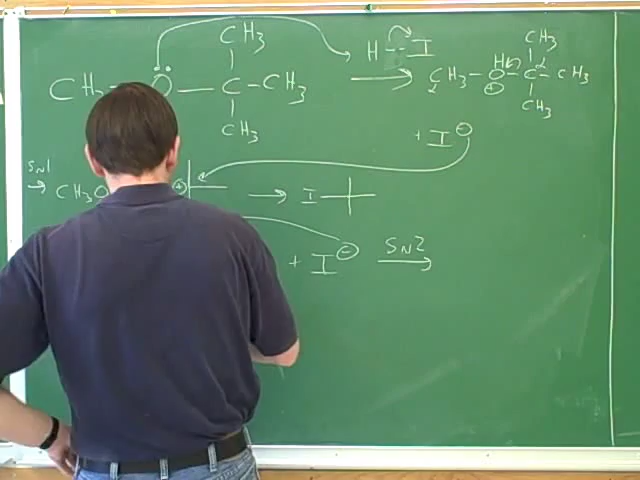 CH3
CH3 O — C — CH3
CH3
H I
CH3
H
CH3 — O — C — CH3
⊕
CH3
+ I⊖
SN1
→ CH3O ⊕ → I
+ I⊖ SN2 →